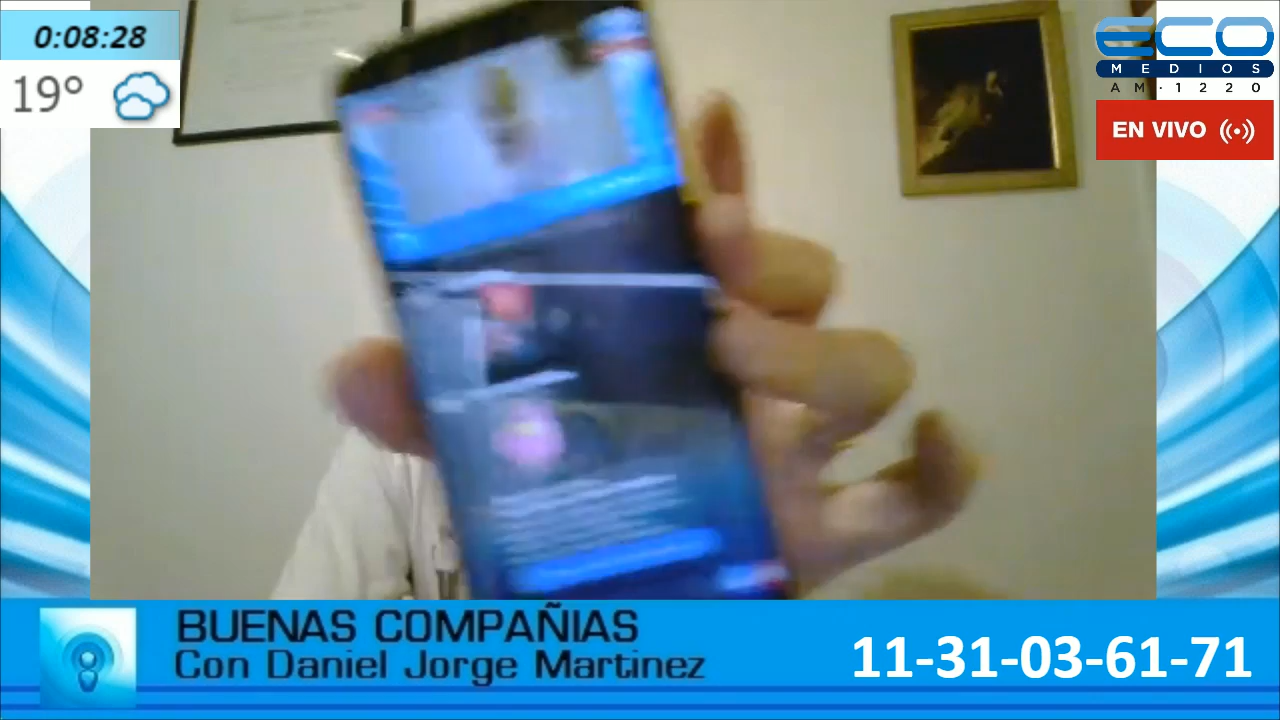 0:08:28
19°
ECO
MEDIOS
AM·1220
EN VIVO
BUENAS COMPAÑIAS
Con Daniel Jorge Martinez
11-31-03-61-71